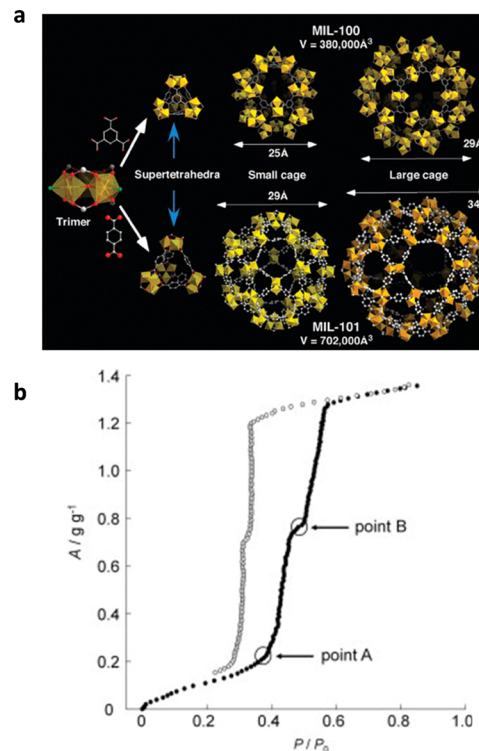 a
MIL-100
V = 380,000Å³
25Å
29Å
Trimer
Supertetrahedra
Small cage
Large cage
29Å
34
MIL-101
V = 702,000Å³
b
1.4
1.2
1.0
0.8
0.6
0.4
0.2
0
A / g g⁻¹
point B
point A
0
0.2
0.4
0.6
0.8
1.0
P / P₀